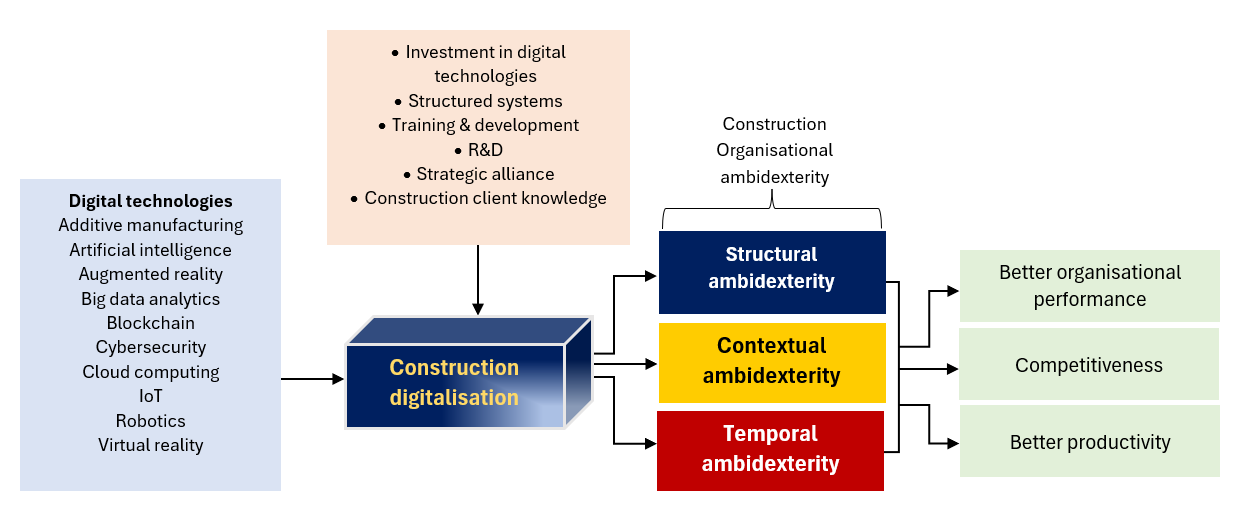 • Investment in digital
technologies
• Structured systems
• Training & development
• R&D
• Strategic alliance
• Construction client knowledge
Digital technologies
Additive manufacturing
Artificial intelligence
Augmented reality
Big data analytics
Blockchain
Cybersecurity
Cloud computing
IoT
Robotics
Virtual reality
Construction
digitalisation
Construction
Organisational
ambidexterity
Structural
ambidexterity
Contextual
ambidexterity
Temporal
ambidexterity
Better organisational
performance
Competitiveness
Better productivity